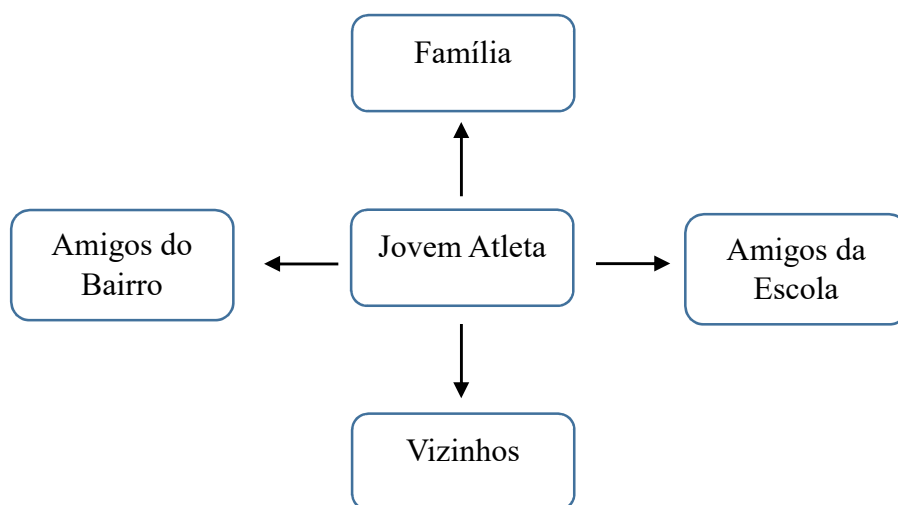 Família
Amigos do
Bairro
Jovem Atleta
Amigos da
Escola
Vizinhos